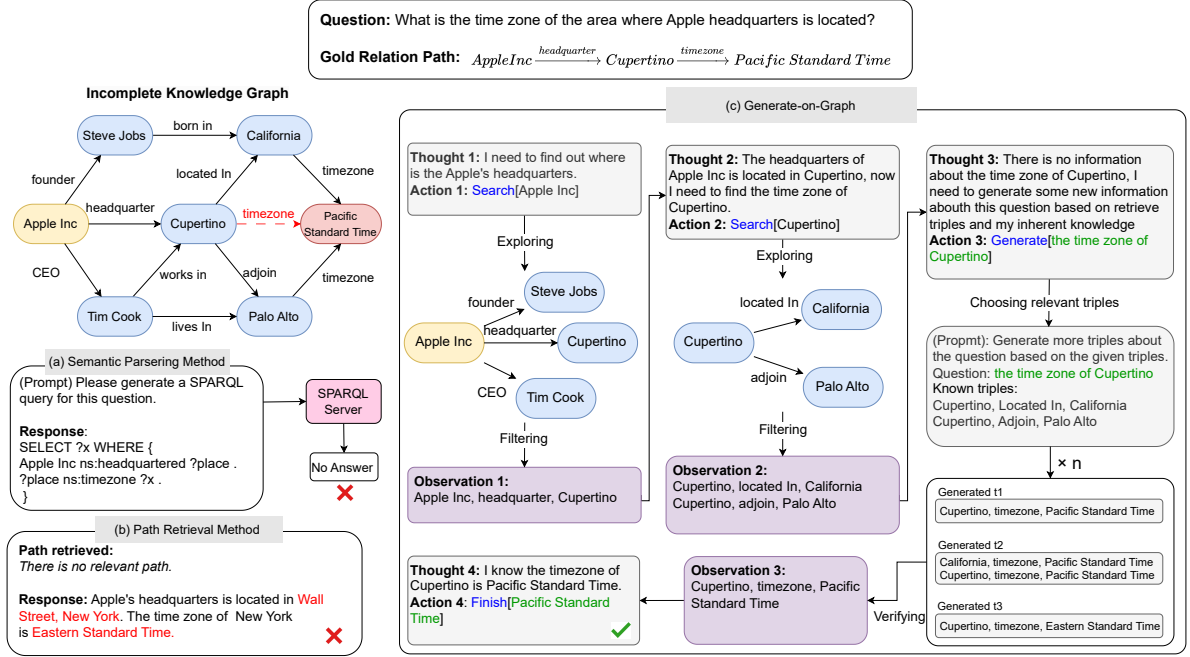 Question: What is the time zone of the area where Apple headquarters is located?
Gold Relation Path: AppleInc headquarter Cupertino timezone Pacific Standard Time
Incomplete Knowledge Graph
Steve Jobs
born in
California
founder
located In
timezone
Apple Inc
headquarter
Cupertino
timezone
Pacific
Standard Time
CEO
works in
adjoin
timezone
Tim Cook
lives In
Palo Alto
(a) Semantic Parsering Method
(Prompt) Please generate a SPARQL
query for this question.
Response:
SELECT ?x WHERE {
Apple Inc ns:headquartered ?place .
?place ns:timezone ?x .
}
SPARQL
Server
No Answer
(b) Path Retrieval Method
Path retrieved:
There is no relevant path.
Response: Apple's headquarters is located in Wall
Street, New York. The time zone of New York
is Eastern Standard Time.
(c) Generate-on-Graph
Thought 1: I need to find out where
is the Apple's headquarters.
Action 1: Search[Apple Inc]
Exploring
founder
Steve Jobs
Apple Inc
headquarter
Cupertino
CEO
Tim Cook
Filtering
Observation 1:
Apple Inc, headquarter, Cupertino
Thought 2: The headquarters of
Apple Inc is located in Cupertino, now
I need to find the time zone of
Cupertino.
Action 2: Search[Cupertino]
Exploring
located In
California
Cupertino
adjoin
Palo Alto
Filtering
Observation 2:
Cupertino, located In, California
Cupertino, adjoin, Palo Alto
Thought 3: There is no information
about the time zone of Cupertino, I
need to generate some new information
abouth this question based on retrieve
triples and my inherent knowledge
Action 3: Generate[the time zone of
Cupertino]
Choosing relevant triples
(Propmt): Generate more triples about
the question based on the given triples.
Question: the time zone of Cupertino
Known triples:
Cupertino, Located In, California
Cupertino, Adjoin, Palo Alto
× n
Generated t1
Cupertino, timezone, Pacific Standard Time
Generated t2
California, timezone, Pacific Standard Time
Cupertino, timezone, Pacific Standard Time
Generated t3
Cupertino, timezone, Eastern Standard Time
Verifying
Observation 3:
Cupertino, timezone, Pacific
Standard Time
Thought 4: I know the timezone of
Cupertino is Pacific Standard Time.
Action 4: Finish[Pacific Standard
Time]